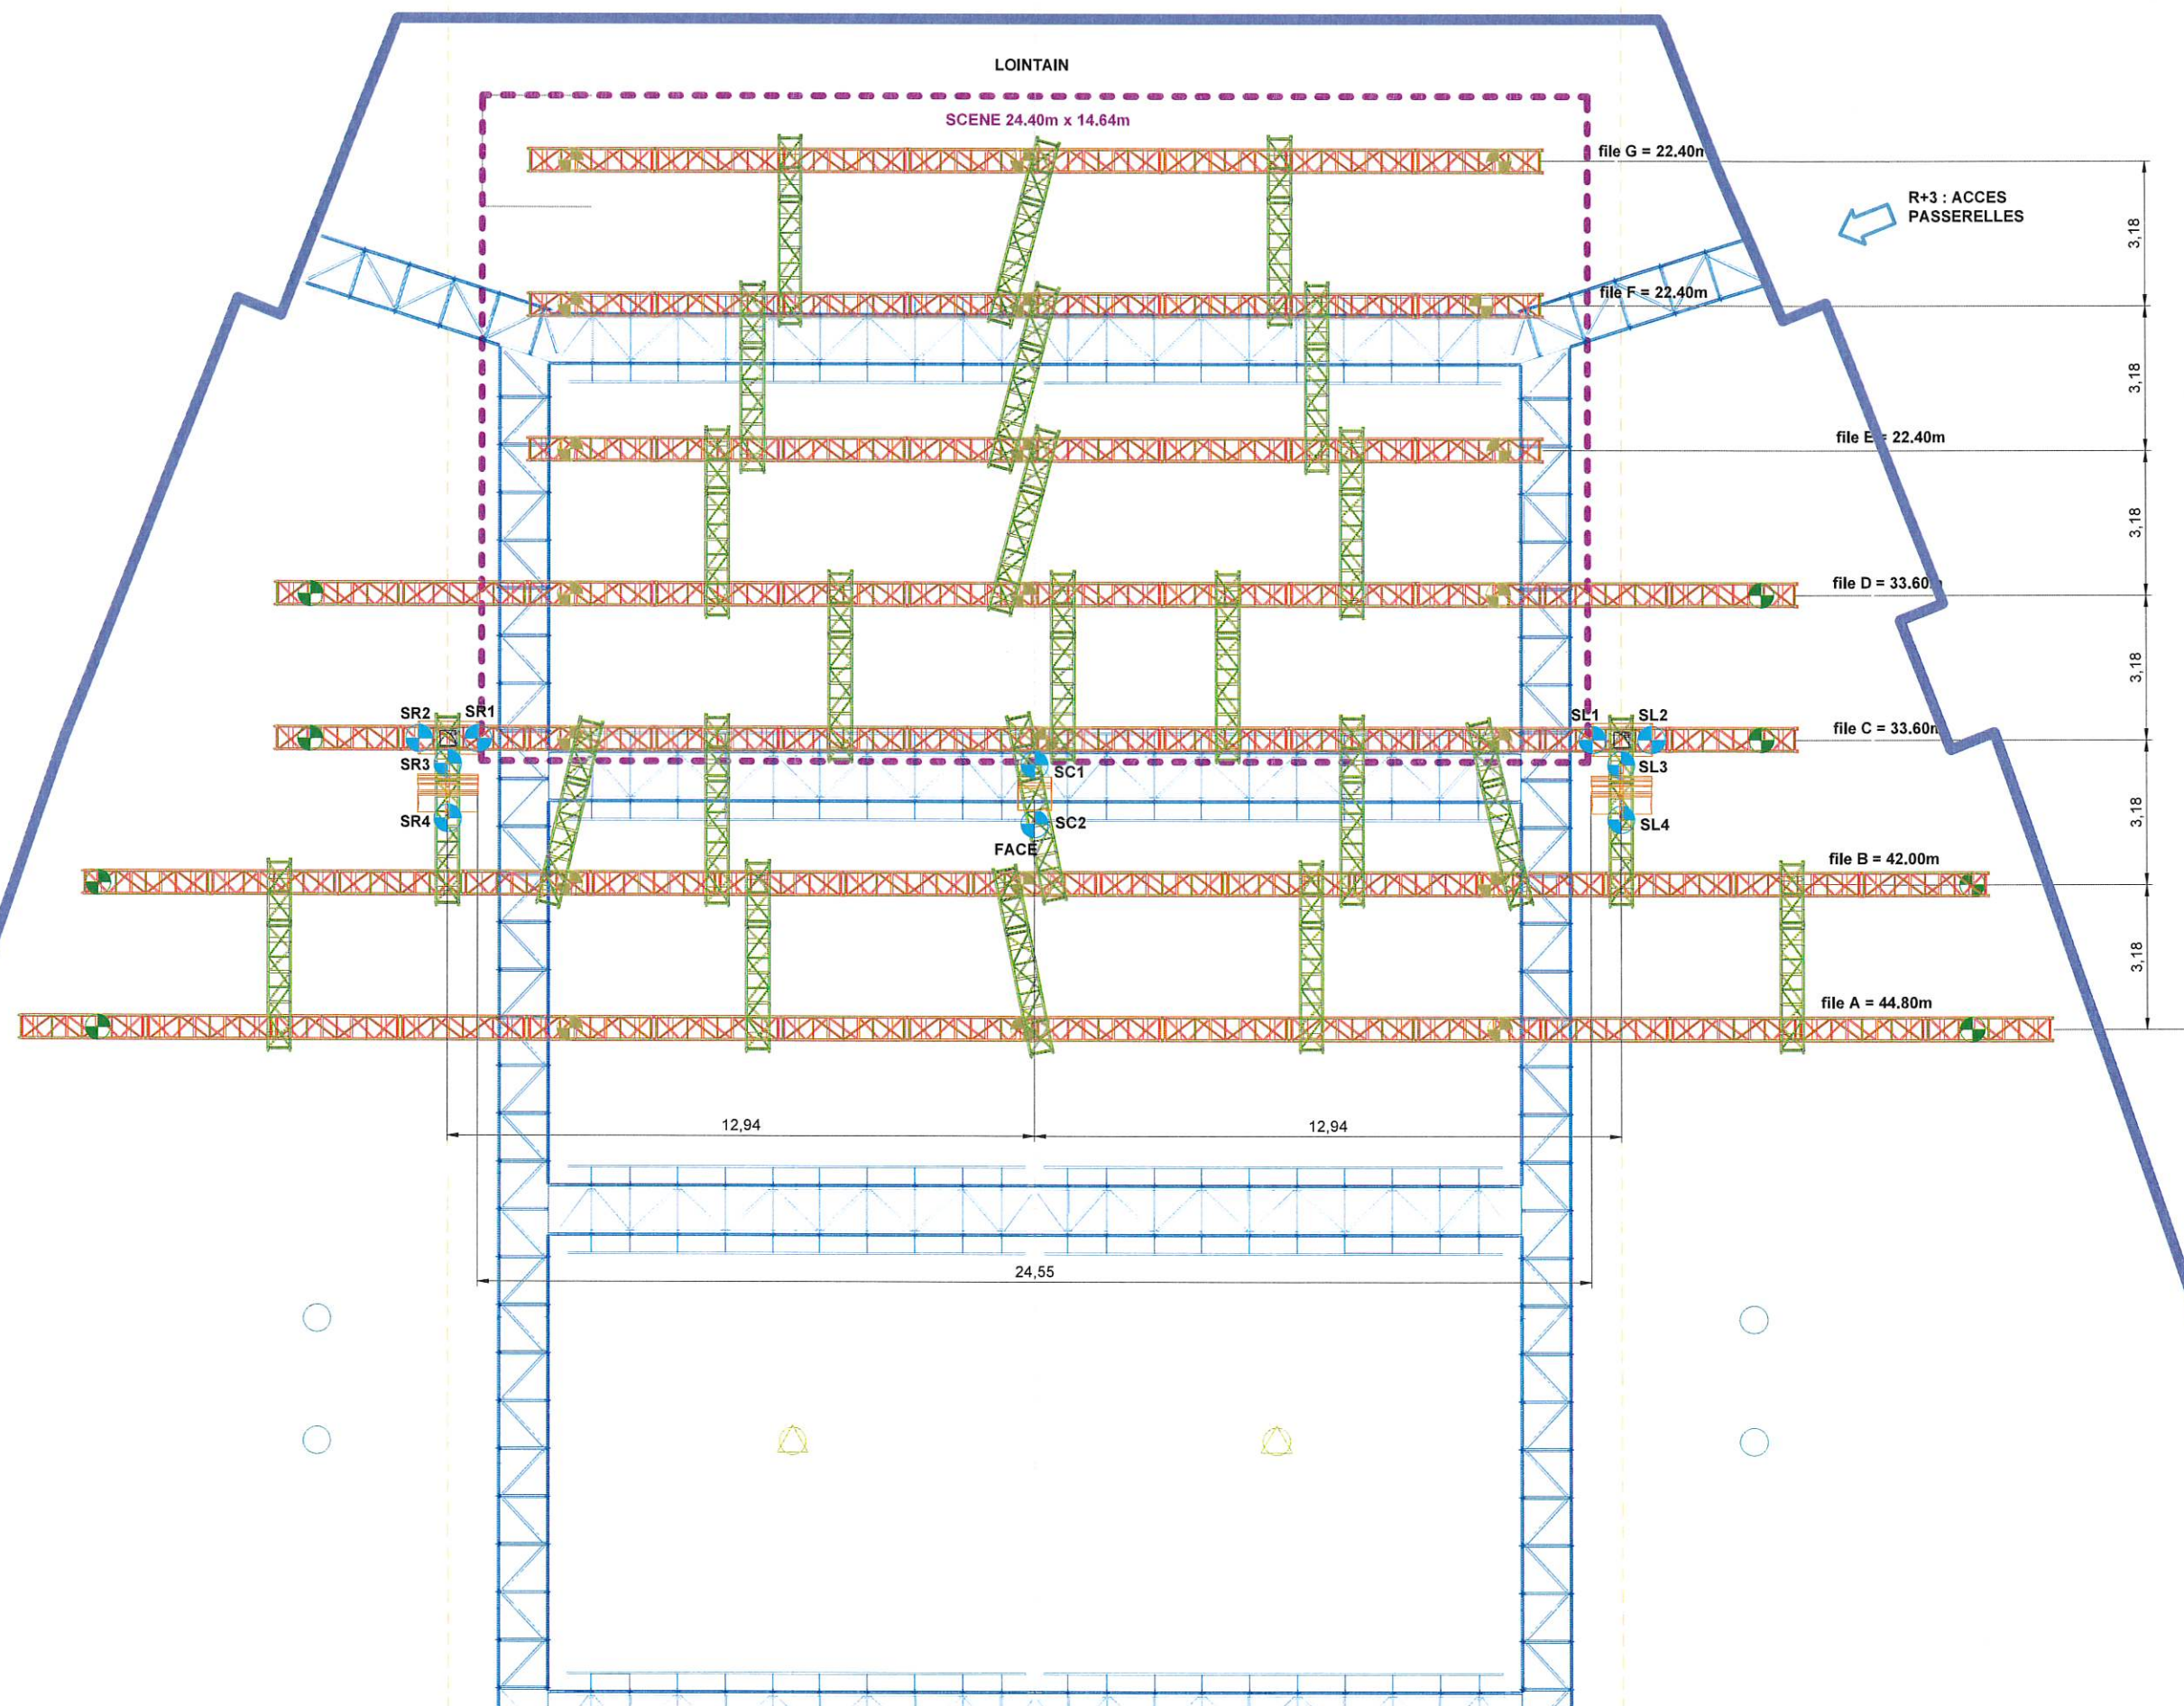 LOINTAIN
SCENE 24.40m x 14.64m
file G = 22.40m
R+3 : ACCES
PASSERELLES
3,18
file F = 22.40m
3,18
file E = 22.40m
3,18
file D = 33.60
3,18
SR2
SR1
SL1
SL2
file C = 33.60m
SR3
SC1
SL3
3,18
SR4
SC2
SL4
FACE
file B = 42.00m
3,18
file A = 44.80m
12,94
12,94
24,55